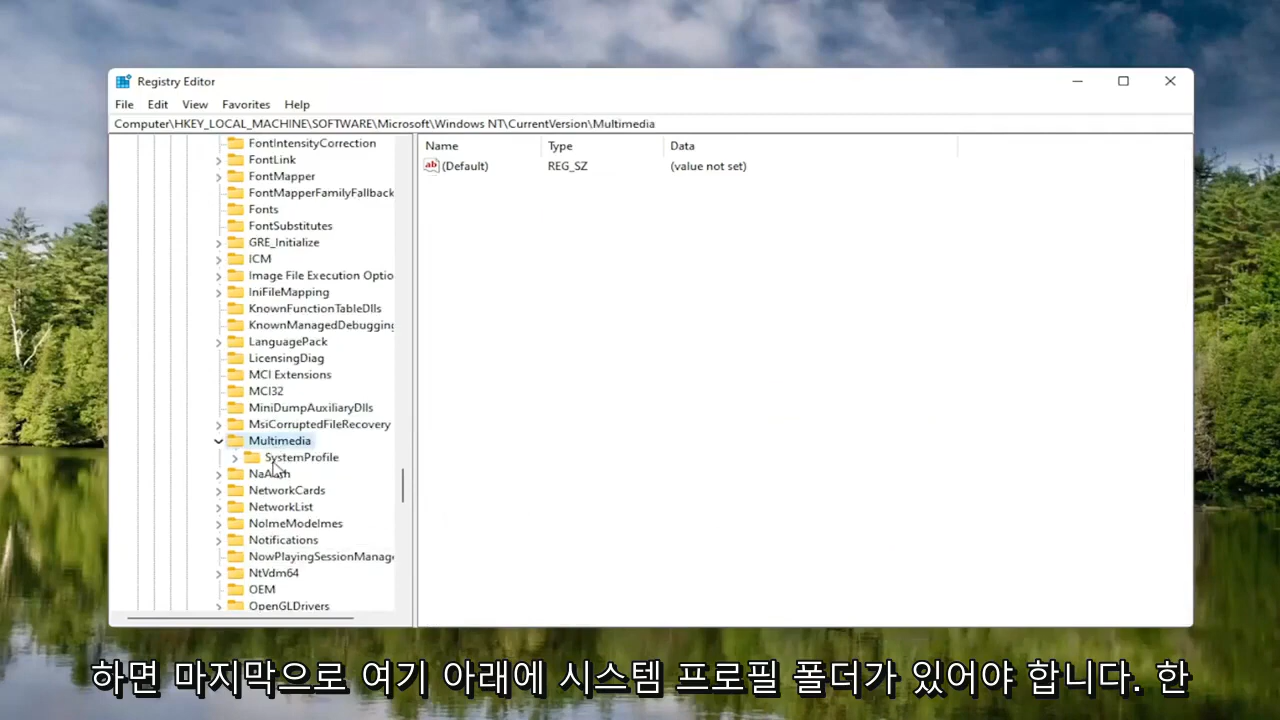 Registry Editor
File Edit View Favorites Help
Computer\HKEY_LOCAL_MACHINE\SOFTWARE\Microsoft\Windows NT\CurrentVersion\Multimedia
Name Type Data
ab (Default) REG_SZ (value not set)
FontIntensityCorrection
FontLink
FontMapper
FontMapperFamilyFallback
Fonts
FontSubstitutes
GRE_Initialize
ICM
Image File Execution Optio
IniFileMapping
KnownFunctionTableDlls
KnownManagedDebugging
LanguagePack
LicensingDiag
MCI Extensions
MCI32
MiniDumpAuxiliaryDlls
MsiCorruptedFileRecovery
Multimedia
SystemProfile
NetworkCards
NetworkList
NoImeModeImes
Notifications
NowPlayingSessionManage
NtVdm64
OEM
OpenGLDrivers
하면 마지막으로 여기 아래에 시스템 프로필 폴더가 있어야 합니다. 한